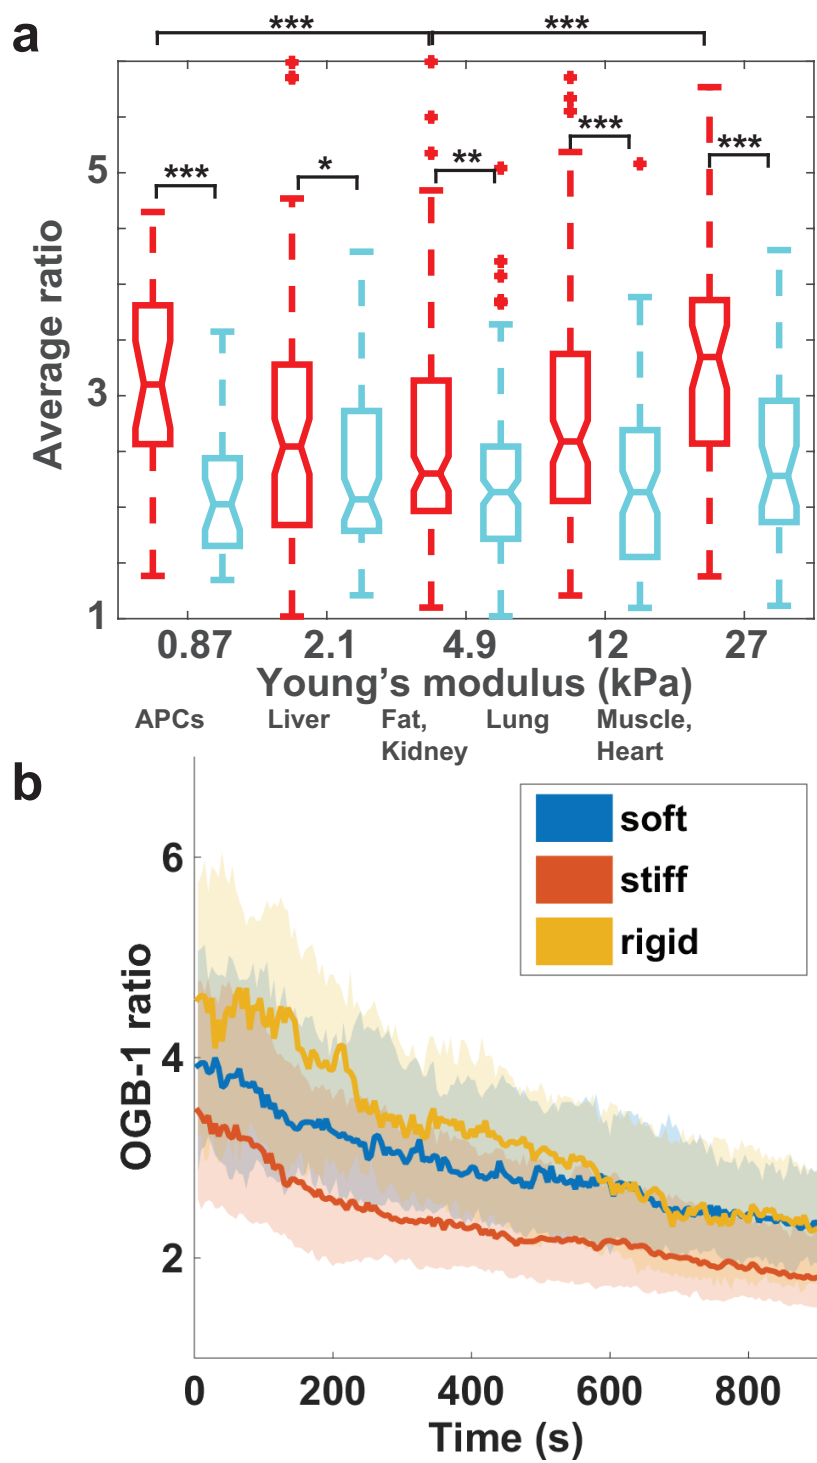 a
*** ***
*** * ** *** ***
5
3
1
Average ratio
0.87 2.1 4.9 12 27
Young’s modulus (kPa)
APCs Liver Fat, Lung Muscle,
Kidney Heart
b
soft
stiff
rigid
6
4
2
OGB-1 ratio
0 200 400 600 800
Time (s)